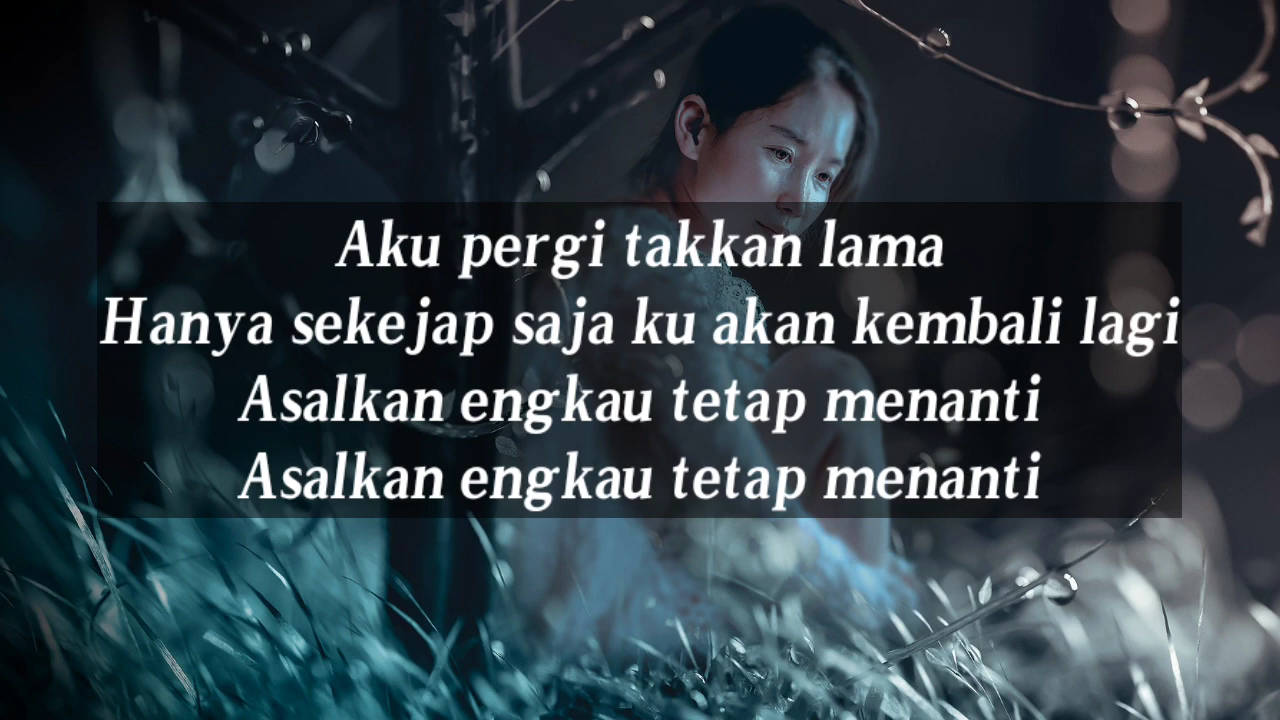 Aku pergi takkan lama
Hanya sekejap saja ku akan kembali lagi
Asalkan engkau tetap menanti
Asalkan engkau tetap menanti